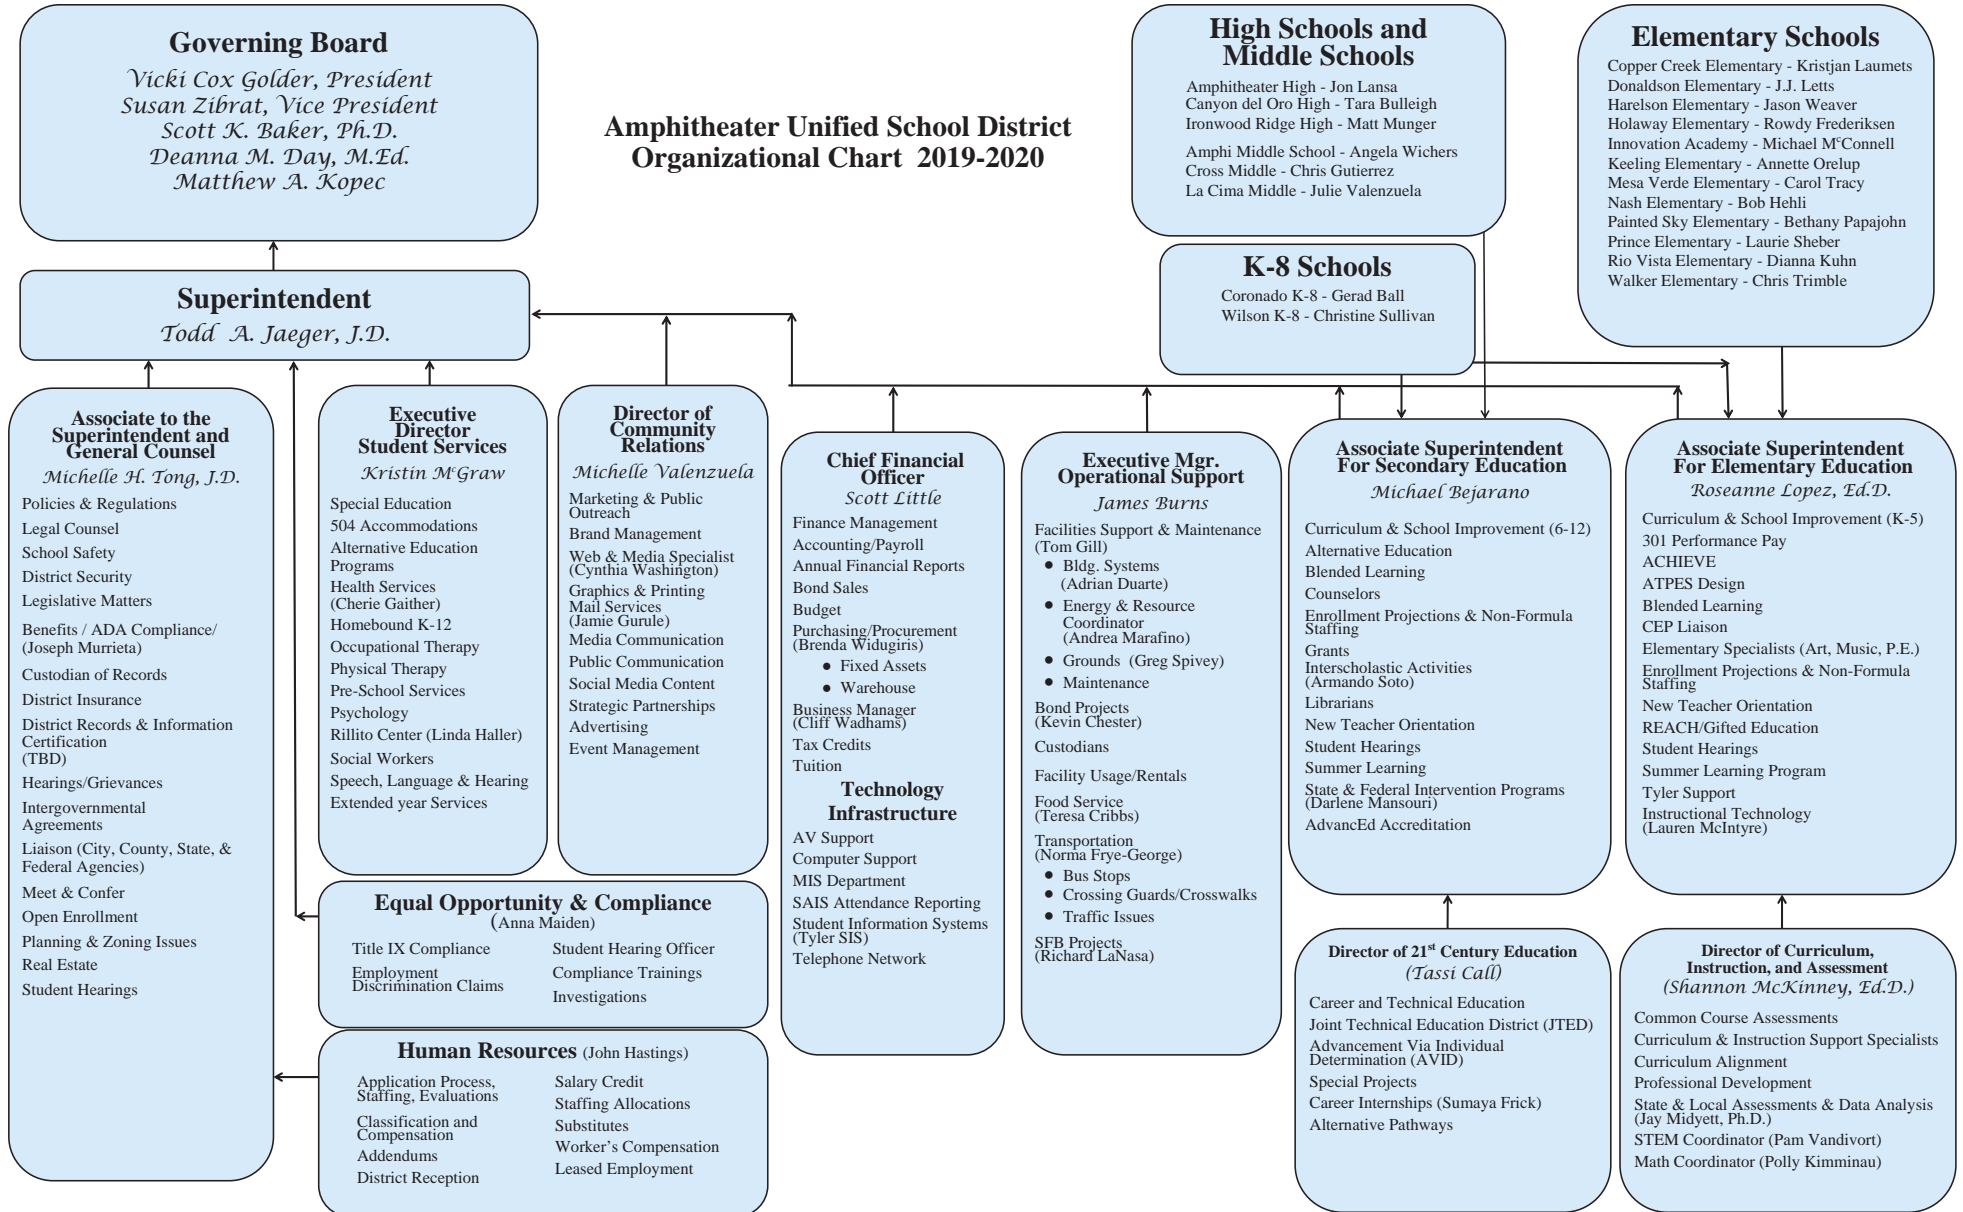 Governing Board
Vicki Cox Golder, President
Susan Zibrat, Vice President
Scott K. Baker, Ph.D.
Deanna M. Day, M.Ed.
Matthew A. Kopec
Amphitheater Unified School District
Organizational Chart 2019-2020
High Schools and
Middle Schools
Amphitheater High - Jon Lansa
Canyon del Oro High - Tara Bulleigh
Ironwood Ridge High - Matt Munger
Amphi Middle School - Angela Wichers
Cross Middle - Chris Gutierrez
La Cima Middle - Julie Valenzuela
Elementary Schools
Copper Creek Elementary - Kristjan Laumets
Donaldson Elementary - J.J. Letts
Harelson Elementary - Jason Weaver
Holaway Elementary - Rowdy Frederiksen
Innovation Academy - Michael McConnell
Keeling Elementary - Annette Orelup
Mesa Verde Elementary - Carol Tracy
Nash Elementary - Bob Hehli
Painted Sky Elementary - Bethany Papajohn
Prince Elementary - Laurie Sheber
Rio Vista Elementary - Dianna Kuhn
Walker Elementary - Chris Trimble
K-8 Schools
Coronado K-8 - Gerad Ball
Wilson K-8 - Christine Sullivan
Superintendent
Todd A. Jaeger, J.D.
Associate to the
Superintendent and
General Counsel
Michelle H. Tong, J.D.
Policies & Regulations
Legal Counsel
School Safety
District Security
Legislative Matters
Benefits / ADA Compliance/
(Joseph Murrieta)
Custodian of Records
District Insurance
District Records & Information
Certification
(TBD)
Hearings/Grievances
Intergovernmental
Agreements
Liaison (City, County, State, &
Federal Agencies)
Meet & Confer
Open Enrollment
Planning & Zoning Issues
Real Estate
Student Hearings
Executive
Director
Student Services
Kristin McGraw
Special Education
504 Accommodations
Alternative Education
Programs
Health Services
(Cherie Gaither)
Homebound K-12
Occupational Therapy
Physical Therapy
Pre-School Services
Psychology
Rillito Center (Linda Haller)
Social Workers
Speech, Language & Hearing
Extended year Services
Director of
Community
Relations
Michelle Valenzuela
Marketing & Public
Outreach
Brand Management
Web & Media Specialist
(Cynthia Washington)
Graphics & Printing
Mail Services
(Jamie Gurule)
Media Communication
Public Communication
Social Media Content
Strategic Partnerships
Advertising
Event Management
Chief Financial
Officer
Scott Little
Finance Management
Accounting/Payroll
Annual Financial Reports
Bond Sales
Budget
Purchasing/Procurement
(Brenda Widugiris)
● Fixed Assets
● Warehouse
Business Manager
(Cliff Wadhams)
Tax Credits
Tuition
Technology
Infrastructure
AV Support
Computer Support
MIS Department
SAIS Attendance Reporting
Student Information Systems
(Tyler SIS)
Telephone Network
Executive Mgr.
Operational Support
James Burns
Facilities Support & Maintenance
(Tom Gill)
● Bldg. Systems
(Adrian Duarte)
● Energy & Resource
Coordinator
(Andrea Marafino)
● Grounds (Greg Spivey)
● Maintenance
Bond Projects
(Kevin Chester)
Custodians
Facility Usage/Rentals
Food Service
(Teresa Cribbs)
Transportation
(Norma Frye-George)
● Bus Stops
● Crossing Guards/Crosswalks
● Traffic Issues
SFB Projects
(Richard LaNasa)
Associate Superintendent
For Secondary Education
Michael Bejarano
Curriculum & School Improvement (6-12)
Alternative Education
Blended Learning
Counselors
Enrollment Projections & Non-Formula
Staffing
Grants
Interscholastic Activities
(Armando Soto)
Librarians
New Teacher Orientation
Student Hearings
Summer Learning
State & Federal Intervention Programs
(Darlene Mansouri)
AdvancEd Accreditation
Associate Superintendent
For Elementary Education
Roseanne Lopez, Ed.D.
Curriculum & School Improvement (K-5)
301 Performance Pay
ACHIEVE
ATPES Design
Blended Learning
CEP Liaison
Elementary Specialists (Art, Music, P.E.)
Enrollment Projections & Non-Formula
Staffing
New Teacher Orientation
REACH/Gifted Education
Student Hearings
Summer Learning Program
Tyler Support
Instructional Technology
(Lauren McIntyre)
Equal Opportunity & Compliance
(Anna Maiden)
Title IX Compliance
Employment
Discrimination Claims
Student Hearing Officer
Compliance Trainings
Investigations
Human Resources (John Hastings)
Application Process,
Staffing, Evaluations
Classification and
Compensation
Addendums
District Reception
Salary Credit
Staffing Allocations
Substitutes
Worker's Compensation
Leased Employment
Director of 21st Century Education
(Tassi Call)
Career and Technical Education
Joint Technical Education District (JTED)
Advancement Via Individual
Determination (AVID)
Special Projects
Career Internships (Sumaya Frick)
Alternative Pathways
Director of Curriculum,
Instruction, and Assessment
(Shannon McKinney, Ed.D.)
Common Course Assessments
Curriculum & Instruction Support Specialists
Curriculum Alignment
Professional Development
State & Local Assessments & Data Analysis
(Jay Midyett, Ph.D.)
STEM Coordinator (Pam Vandivort)
Math Coordinator (Polly Kimminau)